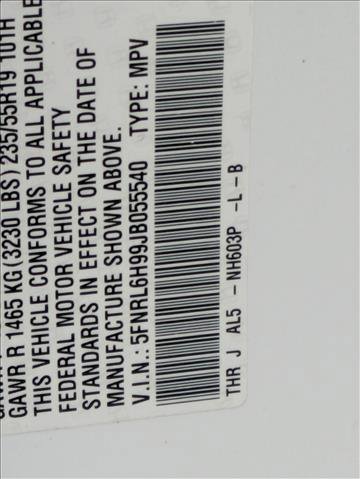 GAWR R 1465 KG (3230 LBS) 235/55R19 101H
THIS VEHICLE CONFORMS TO ALL APPLICABLE
FEDERAL MOTOR VEHICLE SAFETY
STANDARDS IN EFFECT ON THE DATE OF
MANUFACTURE SHOWN ABOVE.
V.I.N.: 5FNRL6H99JB055540 TYPE: MPV
THR J AL5 - NH603P -L-B